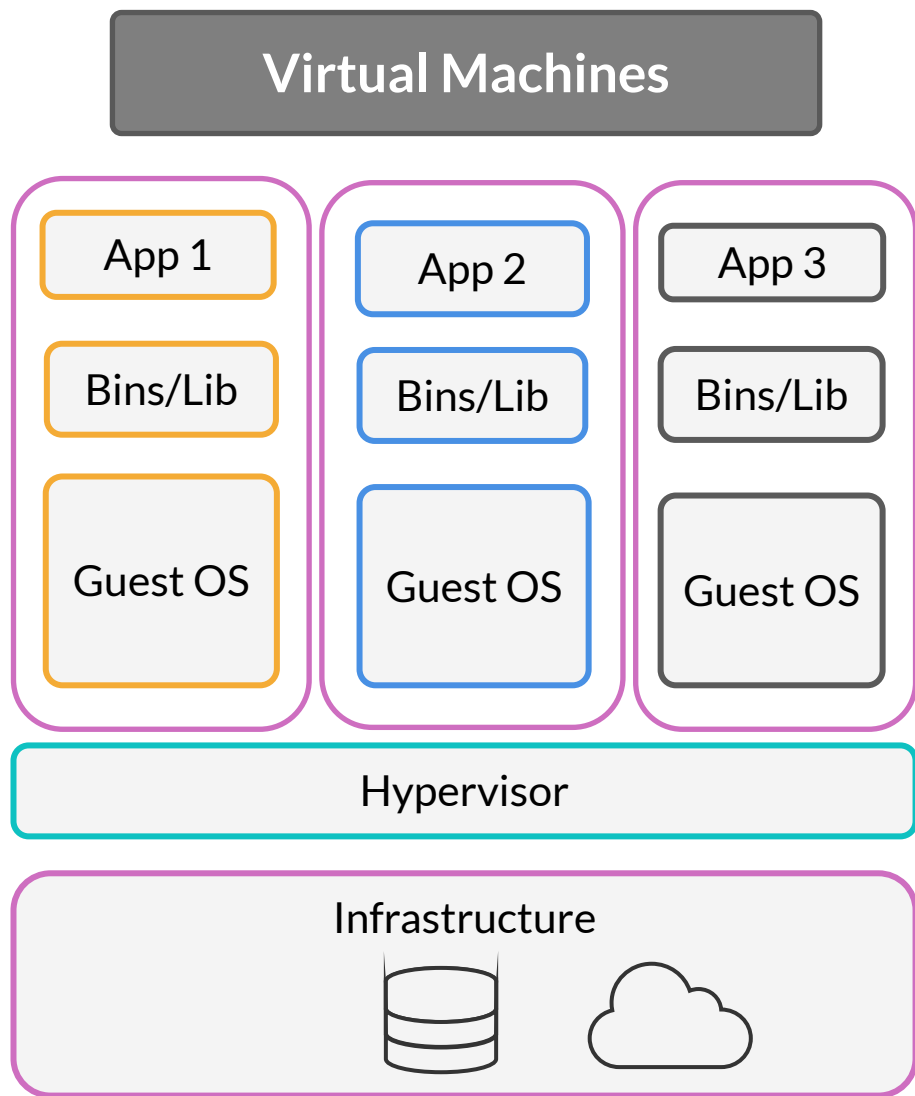 Virtual Machines
App 1
App 2
App 3
Bins/Lib
Bins/Lib
Bins/Lib
Guest OS
Guest OS
Guest OS
Hypervisor
Infrastructure